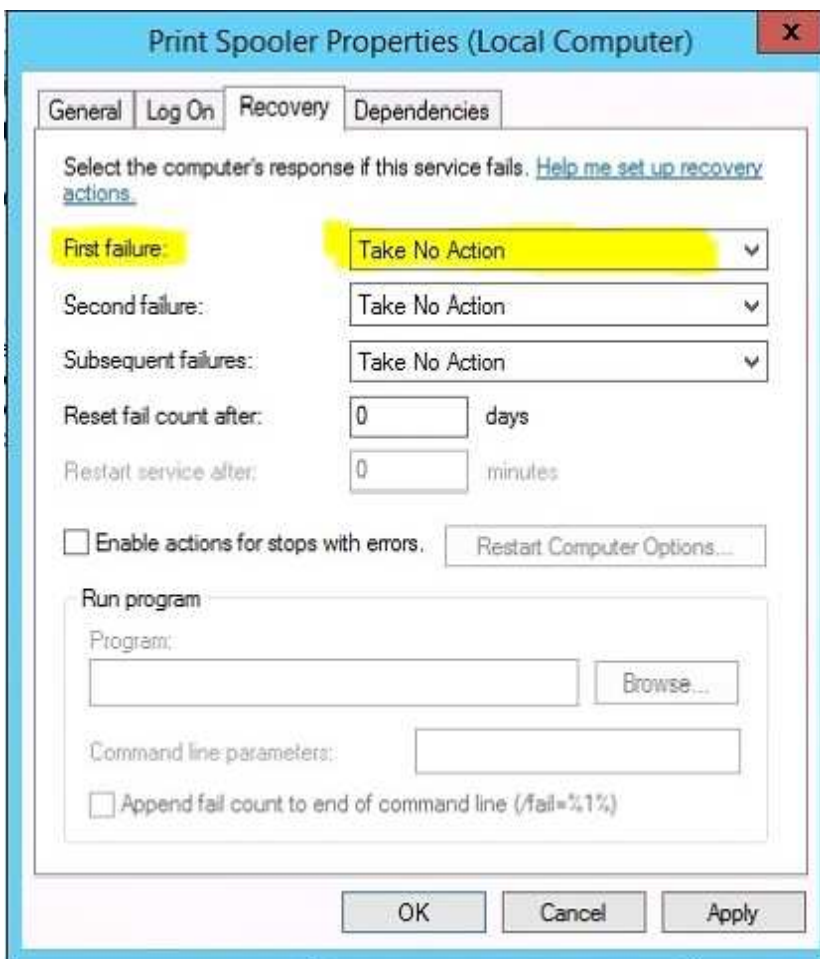 Print Spooler Properties (Local Computer)
x
General Log On Recovery Dependencies
Select the computer's response if this service fails. Help me set up recovery
actions.
First failure: Take No Action
Second failure: Take No Action
Subsequent failures: Take No Action
Reset fail count after: 0 days
Restart service after: 0 minutes
Enable actions for stops with errors. Restart Computer Options...
Run program
Program:
Browse...
Command line parameters:
Append fail count to end of command line (/fail=%1%)
OK Cancel Apply